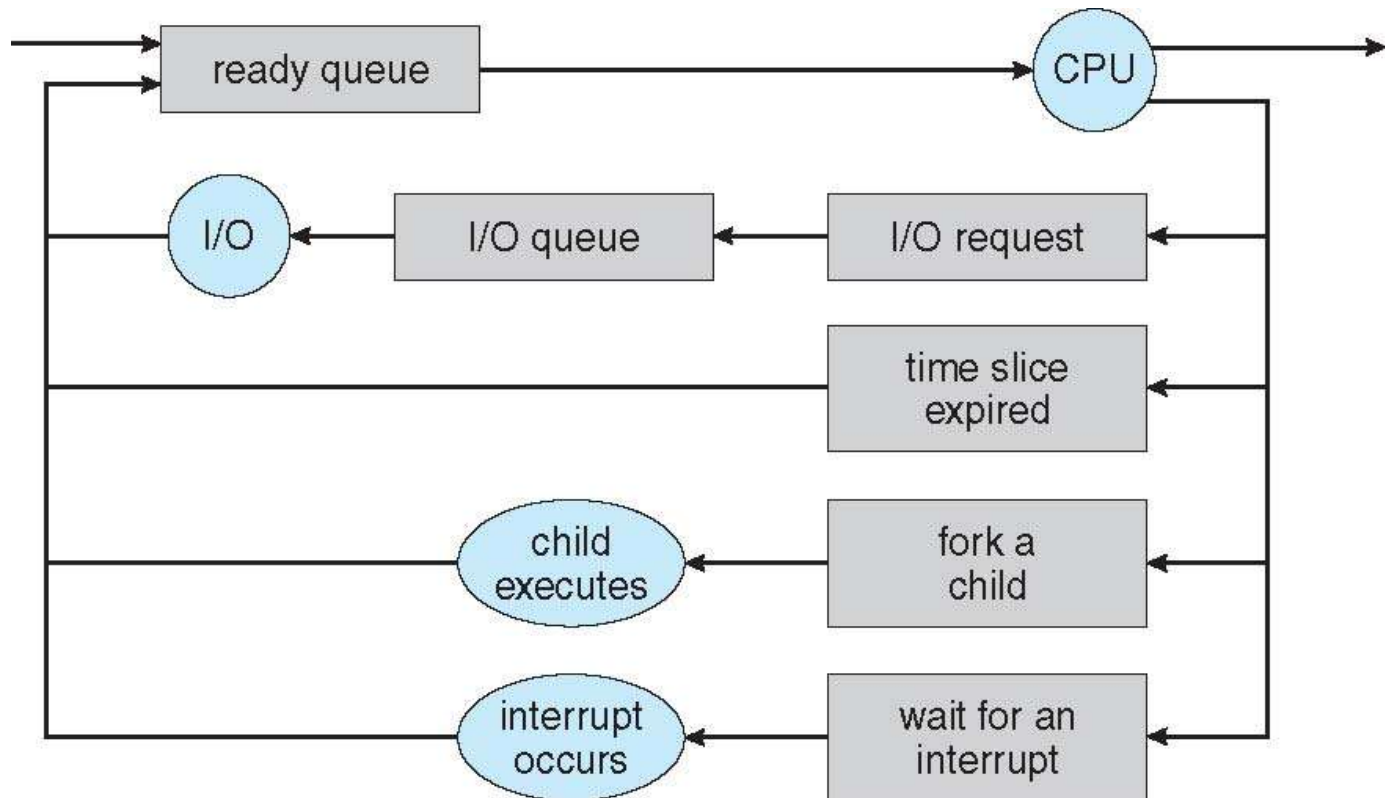 ready queue
CPU
I/O
I/O queue
I/O request
time slice
expired
child
executes
fork a
child
interrupt
occurs
wait for an
interrupt